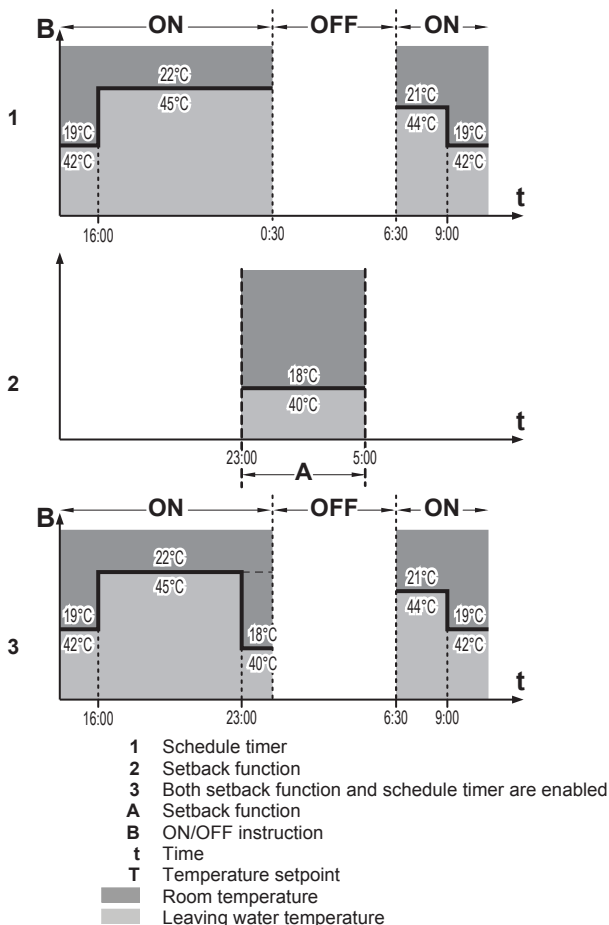 B ON OFF ON
22°C
45°C
21°C
44°C
1
19°C
42°C
19°C
42°C
t
16:00 0:30 6:30 9:00
2
18°C
40°C
t
23:00 5:00
A
B ON OFF ON
22°C
45°C
21°C
44°C
3
19°C
42°C
18°C
40°C
19°C
42°C
t
16:00 23:00 6:30 9:00
1 Schedule timer
2 Setback function
3 Both setback function and schedule timer are enabled
A Setback function
B ON/OFF instruction
t Time
T Temperature setpoint
Room temperature
Leaving water temperature